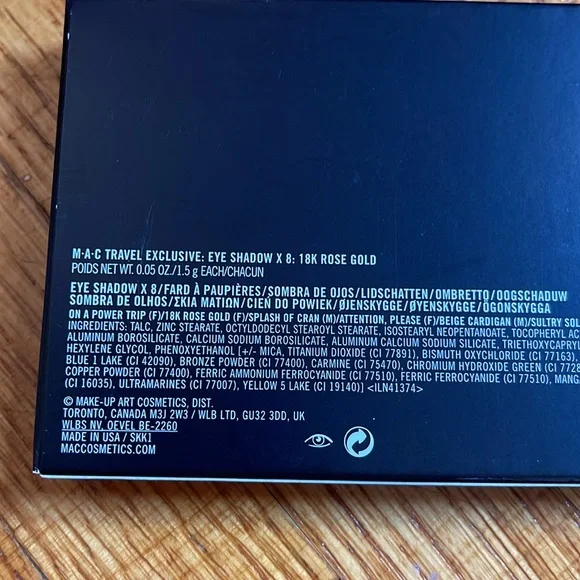 M·A·C TRAVEL EXCLUSIVE: EYE SHADOW X 8: 18K ROSE GOLD
POIDS NET WT. 0.05 OZ./1.5 g EACH/CHACUN
EYE SHADOW X 8/FARD À PAUPIÈRES/SOMBRA DE OJOS/LIDSCHATTEN/OMBRETTO/OOGSCHADUW
SOMBRA DE OLHOS/ΣΚΙΑ ΜΑΤΙΩΝ/CIEŃ DO POWIEK/ØJENSKYGGE/ØYENSKYGGE/ÖGONSKYGGA
ON A POWER TRIP (F)/18K ROSE GOLD (F)/SPLASH OF CRAN (M)/ATTENTION, PLEASE (F)/BEIGE CARDIGAN (M)/SULTRY
INGREDIENTS: TALC, ZINC STEARATE, OCTYLDODECYL STEAROYL STEARATE, ISOSTEARYL NEOPENTANOATE, TOCOPHERYL
ALUMINUM BOROSILICATE, CALCIUM SODIUM BOROSILICATE, ALUMINUM CALCIUM SODIUM SILICATE,
HEXYLENE GLYCOL, PHENOXYETHANOL [+/- MICA, TITANIUM DIOXIDE (CI 77891), BISMUTH OXYCHLORIDE (CI 77163),
BLUE 1 LAKE (CI 42090), BRONZE POWDER (CI 77400), CARMINE (CI 75470), CHROMIUM HYDROXIDE GREEN
COPPER POWDER (CI 77400), FERRIC AMMONIUM FERROCYANIDE (CI 77510), FERRIC FERROCYANIDE (CI 77510),
(CI 16035), ULTRAMARINES (CI 77007), YELLOW 5 LAKE (CI 19140)] <ILN41374>
© MAKE-UP ART COSMETICS, DIST.
TORONTO, CANADA M3J 2W3 / WLB LTD, GU32 3DD, UK
WLBS NV, OEVEL BE-2260
MADE IN USA / SKK1
MACCOSMETICS.COM